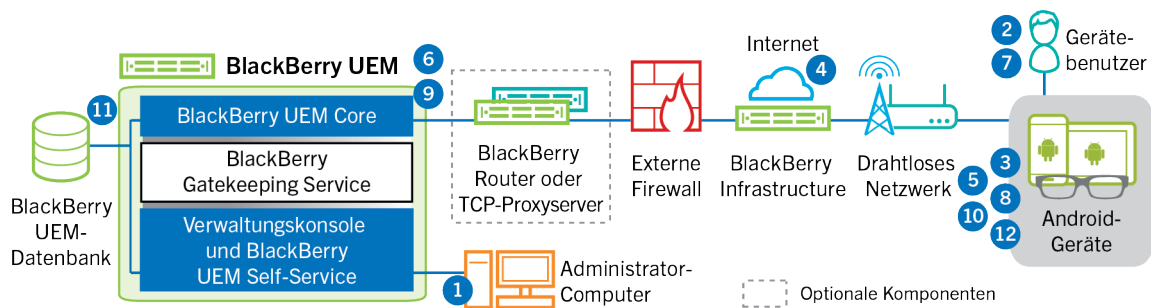 BlackBerry UEM
6
9
11
BlackBerry UEM Core
BlackBerry
Gatekeeping Service
Verwaltungskonsole
und BlackBerry
UEM Self-Service
BlackBerry
UEM-
Datenbank
1
Administrator-
Computer
BlackBerry
Router oder
TCP-Proxyserver
Externe
Firewall
Internet
4
BlackBerry
Infrastructure
Drahtloses
Netzwerk
2
7
Geräte-
benutzer
3
5
8
10
12
Android-
Geräte
Optionale Komponenten